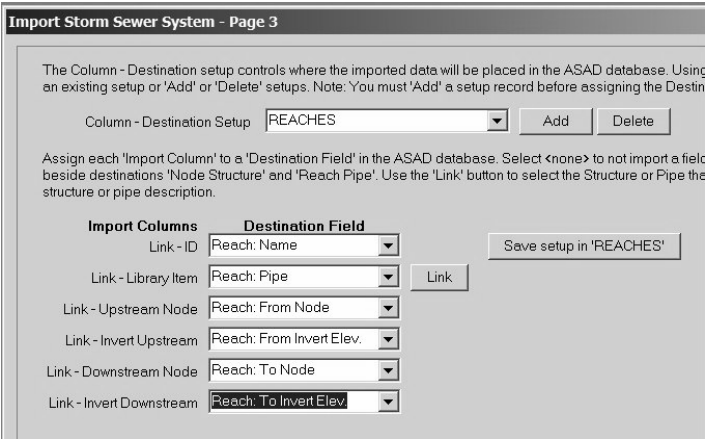 Import Storm Sewer System - Page 3
The Column - Destination setup controls where the imported data will be placed in the ASAD database. Using
an existing setup or 'Add' or 'Delete' setups. Note: You must 'Add' a setup record before assigning the Destin
Column - Destination Setup REACHES Add Delete
Assign each 'Import Column' to a 'Destination Field' in the ASAD database. Select <none> to not import a field
beside destinations 'Node Structure' and 'Reach Pipe'. Use the 'Link' button to select the Structure or Pipe tha
structure or pipe description.
Import Columns Destination Field
Link - ID Reach: Name Save setup in 'REACHES'
Link - Library Item Reach: Pipe Link
Link - Upstream Node Reach: From Node
Link - Invert Upstream Reach: From Invert Elev.
Link - Downstream Node Reach: To Node
Link - Invert Downstream Reach: To Invert Elev.